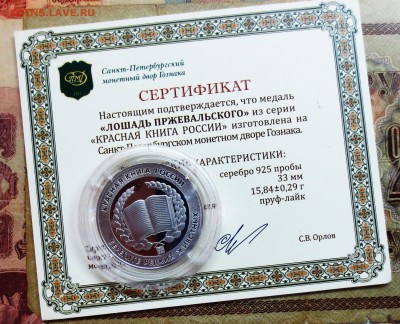 Санкт-Петербургский
монетный двор Гознака
СЕРТИФИКАТ
Настоящим подтверждается, что медаль
«ЛОШАДЬ ПРЖЕВАЛЬСКОГО» из серии
«КРАСНАЯ КНИГА РОССИИ» изготовлена на
Санкт-Петербургском монетном дворе Гознака.
ХАРАКТЕРИСТИКИ:
серебро 925 пробы
33 мм
15,84±0,29 г
пруф-лайк
С.В. Орлов
КРАСНАЯ КНИГА РОССИИ